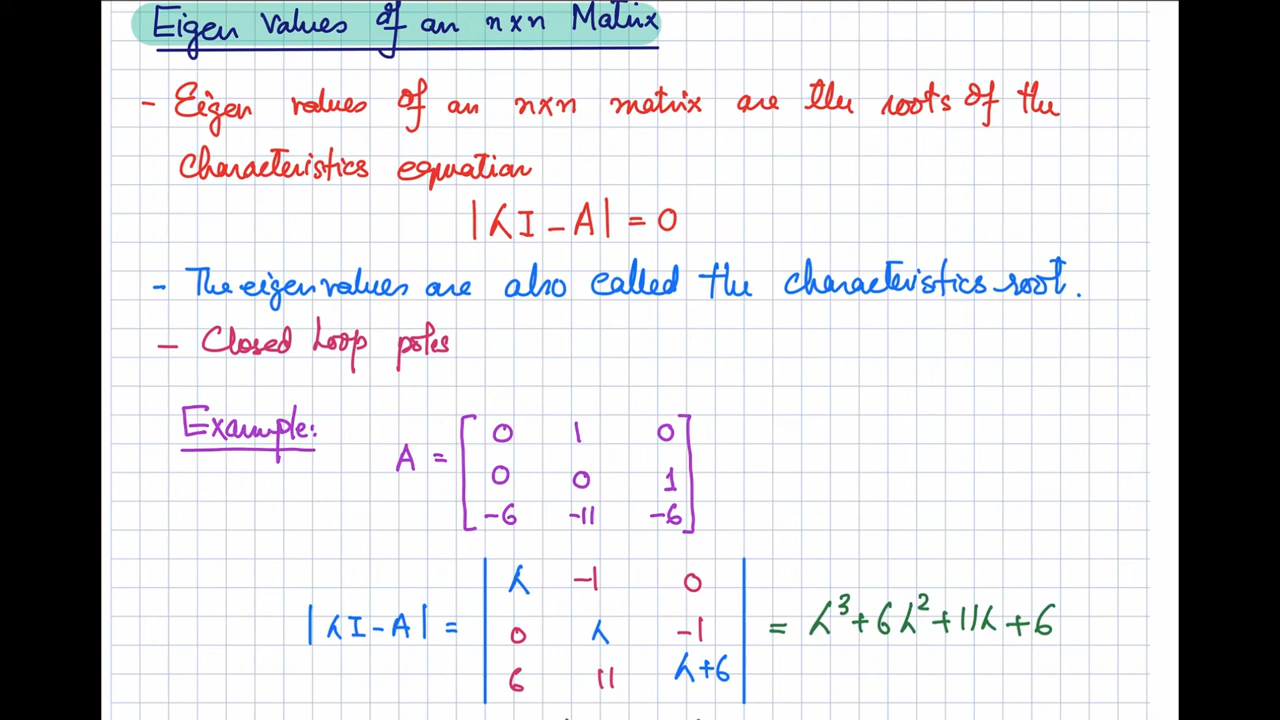 Eigen values of an n×n Matrix
- Eigen values of an n×n matrix are the roots of the
characteristics equation
|λI - A| = 0
- The eigen values are also called the characteristics root.
- Closed Loop poles
Example: A = [0 1 0
0 0 1
-6 -11 -6]
|λI - A| = |λ -1 0
0 λ -1
6 11 λ+6| = λ³ + 6λ² + 11λ + 6